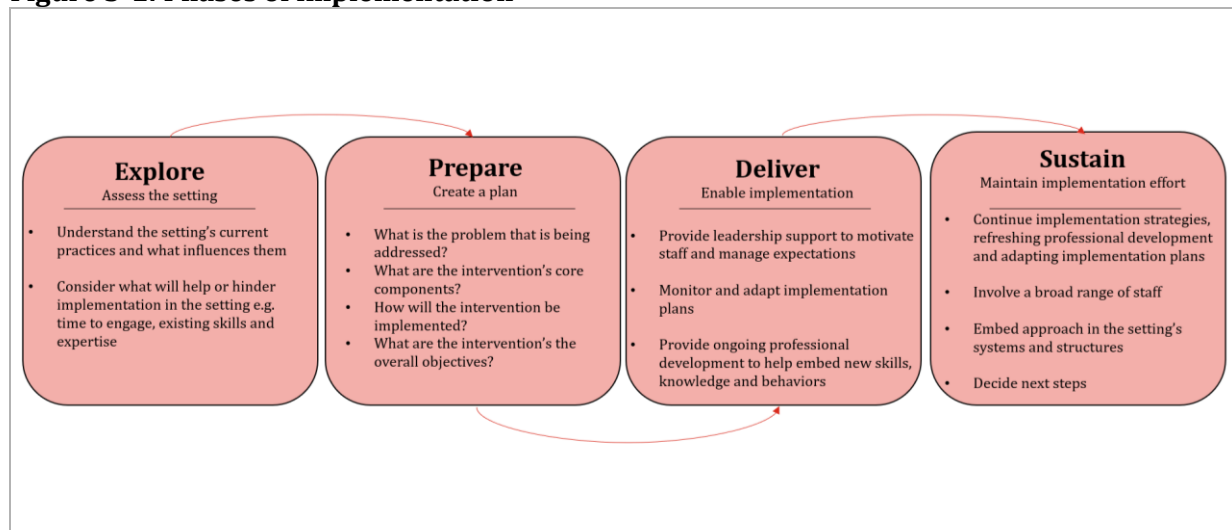 Explore
Assess the setting
• Understand the setting's current
practices and what influences them
• Consider what will help or hinder
implementation in the setting e.g.
time to engage, existing skills and
expertise
Prepare
Create a plan
• What is the problem that is being
addressed?
• What are the intervention's core
components?
• How will the intervention be
implemented?
• What are the intervention's the
overall objectives?
Deliver
Enable implementation
• Provide leadership support to motivate
staff and manage expectations
• Monitor and adapt implementation
plans
• Provide ongoing professional
development to help embed new skills,
knowledge and behaviors
Sustain
Maintain implementation effort
• Continue implementation strategies,
refreshing professional development
and adapting implementation plans
• Involve a broad range of staff
• Embed approach in the setting's
systems and structures
• Decide next steps